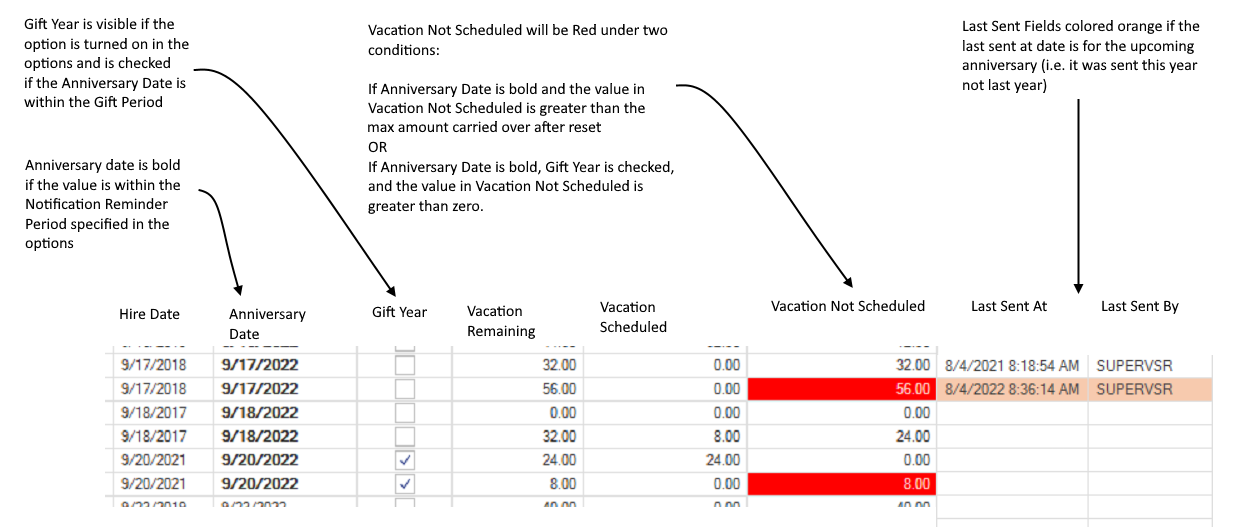 Gift Year is visible if the
option is turned on in the
options and is checked
if the Anniversary Date is
within the Gift Period
Anniversary date is bold
if the value is within the
Notification Reminder
Period specified in the
options
Vacation Not Scheduled will be Red under two
conditions:
If Anniversary Date is bold and the value in
Vacation Not Scheduled is greater than the
max amount carried over after reset
OR
If Anniversary Date is bold, Gift Year is checked,
and the value in Vacation Not Scheduled is
greater than zero.
Last Sent Fields colored orange if the
last sent at date is for the upcoming
anniversary (i.e. it was sent this year
not last year)
Hire Date Anniversary Date Gift Year Vacation Remaining Vacation Scheduled Vacation Not Scheduled Last Sent At Last Sent By
9/17/2018 9/17/2022 32.00 0.00 32.00 8/4/2021 8:18:54 AM SUPERVSR
9/17/2018 9/17/2022 56.00 0.00 56.00 8/4/2022 8:36:14 AM SUPERVSR
9/18/2017 9/18/2022 0.00 0.00 0.00
9/18/2017 9/18/2022 32.00 8.00 24.00
9/20/2021 9/20/2022 24.00 24.00 0.00
9/20/2021 9/20/2022 8.00 0.00 8.00